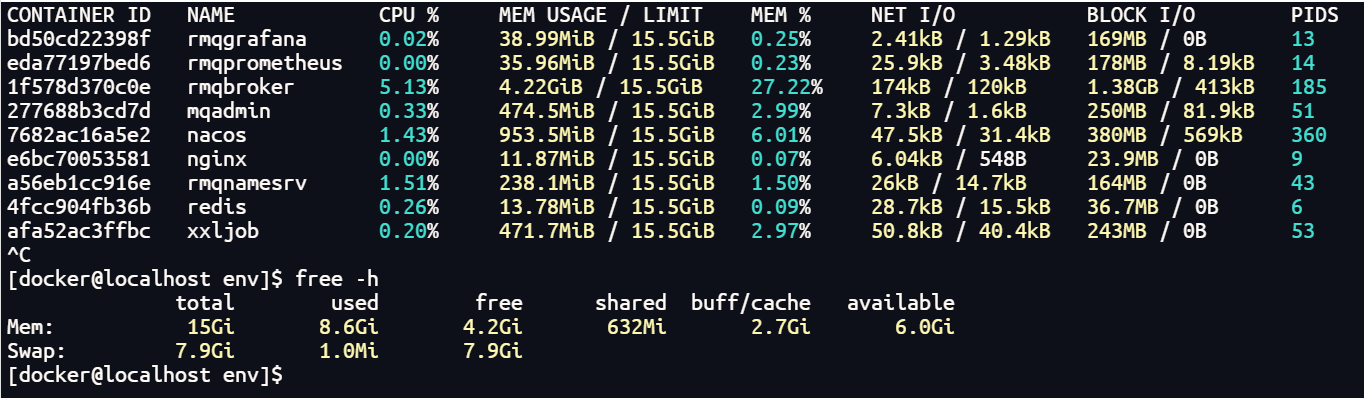 CONTAINER ID   NAME            CPU %     MEM USAGE / LIMIT     MEM %     NET I/O           BLOCK I/O        PIDS
bd50cd22398f   rmqgrafana      0.02%     38.99MiB / 15.5GiB    0.25%     2.41kB / 1.29kB   169MB / 0B       13
eda77197bed6   rmqprometheus   0.00%     35.96MiB / 15.5GiB    0.23%     25.9kB / 3.48kB   178MB / 8.19kB   14
1f578d370c0e   rmqbroker       5.13%     4.22GiB / 15.5GiB     27.22%    174kB / 120kB     1.38GB / 413kB   185
277688b3cd7d   mqadmin         0.33%     474.5MiB / 15.5GiB    2.99%     7.3kB / 1.6kB     250MB / 81.9kB   51
7682ac16a5e2   nacos           1.43%     953.5MiB / 15.5GiB    6.01%     47.5kB / 31.4kB   380MB / 569kB    360
e6bc70053581   nginx           0.00%     11.87MiB / 15.5GiB    0.07%     6.04kB / 548B     23.9MB / 0B      9
a56eb1cc916e   rmqnamesrv      1.51%     238.1MiB / 15.5GiB    1.50%     26kB / 14.7kB     164MB / 0B       43
4fcc904fb36b   redis           0.26%     13.78MiB / 15.5GiB    0.09%     28.7kB / 15.5kB   36.7MB / 0B      6
afa52ac3ffbc   xxljob          0.20%     471.7MiB / 15.5GiB    2.97%     50.8kB / 40.4kB   243MB / 0B       53
^C
[docker@localhost env]$ free -h
              total        used        free      shared  buff/cache   available
Mem:           15Gi       8.6Gi       4.2Gi       632Mi       2.7Gi       6.0Gi
Swap:         7.9Gi       1.0Mi       7.9Gi
[docker@localhost env]$